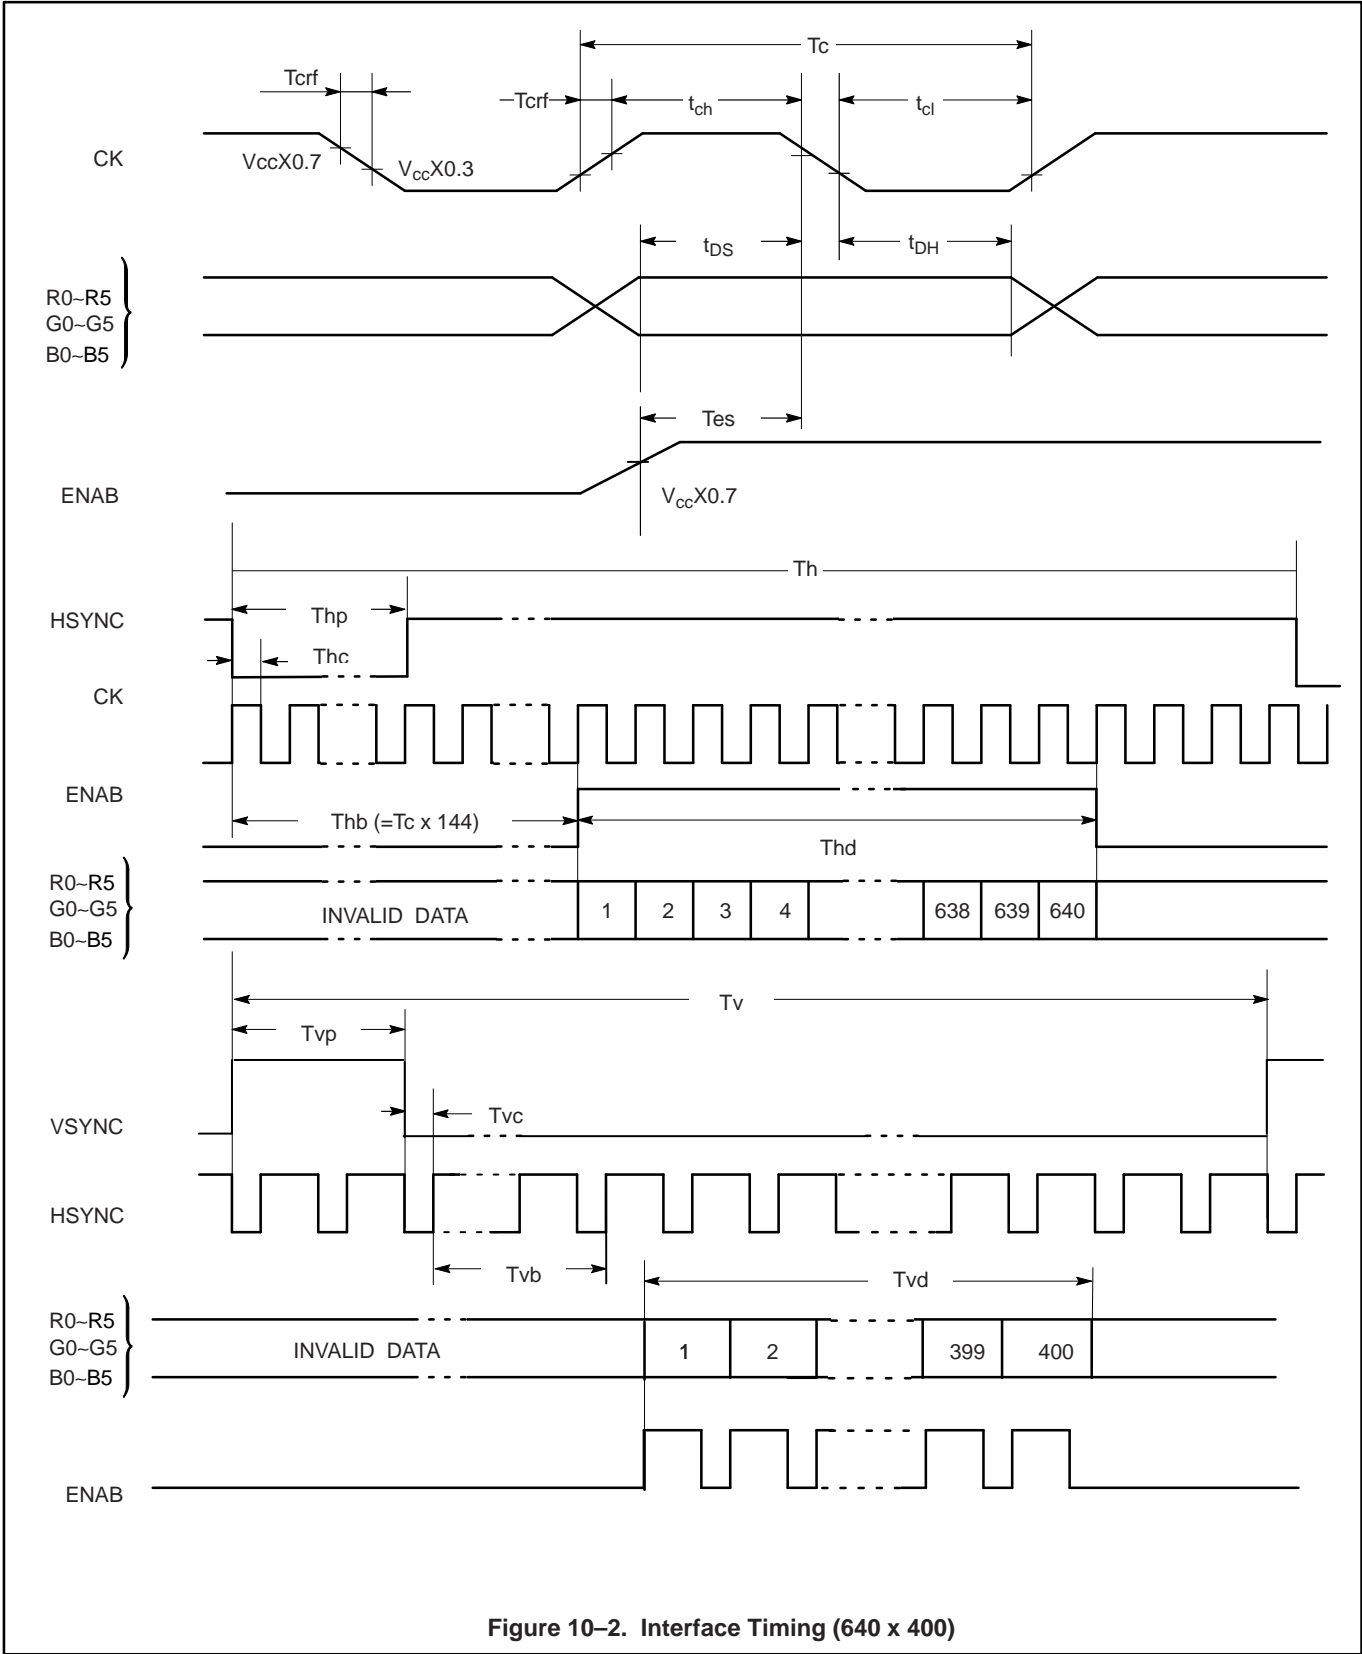 Tc
Tcrf
Tcrf
tch
tcl
CK
VccX0.7
VccX0.3
tDS
tDH
R0~R5
G0~G5
B0~B5
Tes
ENAB
VccX0.7
Th
HSYNC
Thp
Thc
CK
ENAB
Thb (=Tc x 144)
Thd
R0~R5
G0~G5
B0~B5
INVALID DATA
1 2 3 4 638 639 640
Tv
Tvp
VSYNC
Tvc
HSYNC
Tvb
Tvd
R0~R5
G0~G5
B0~B5
INVALID DATA
1 2 399 400
ENAB
Figure 10–2. Interface Timing (640 x 400)